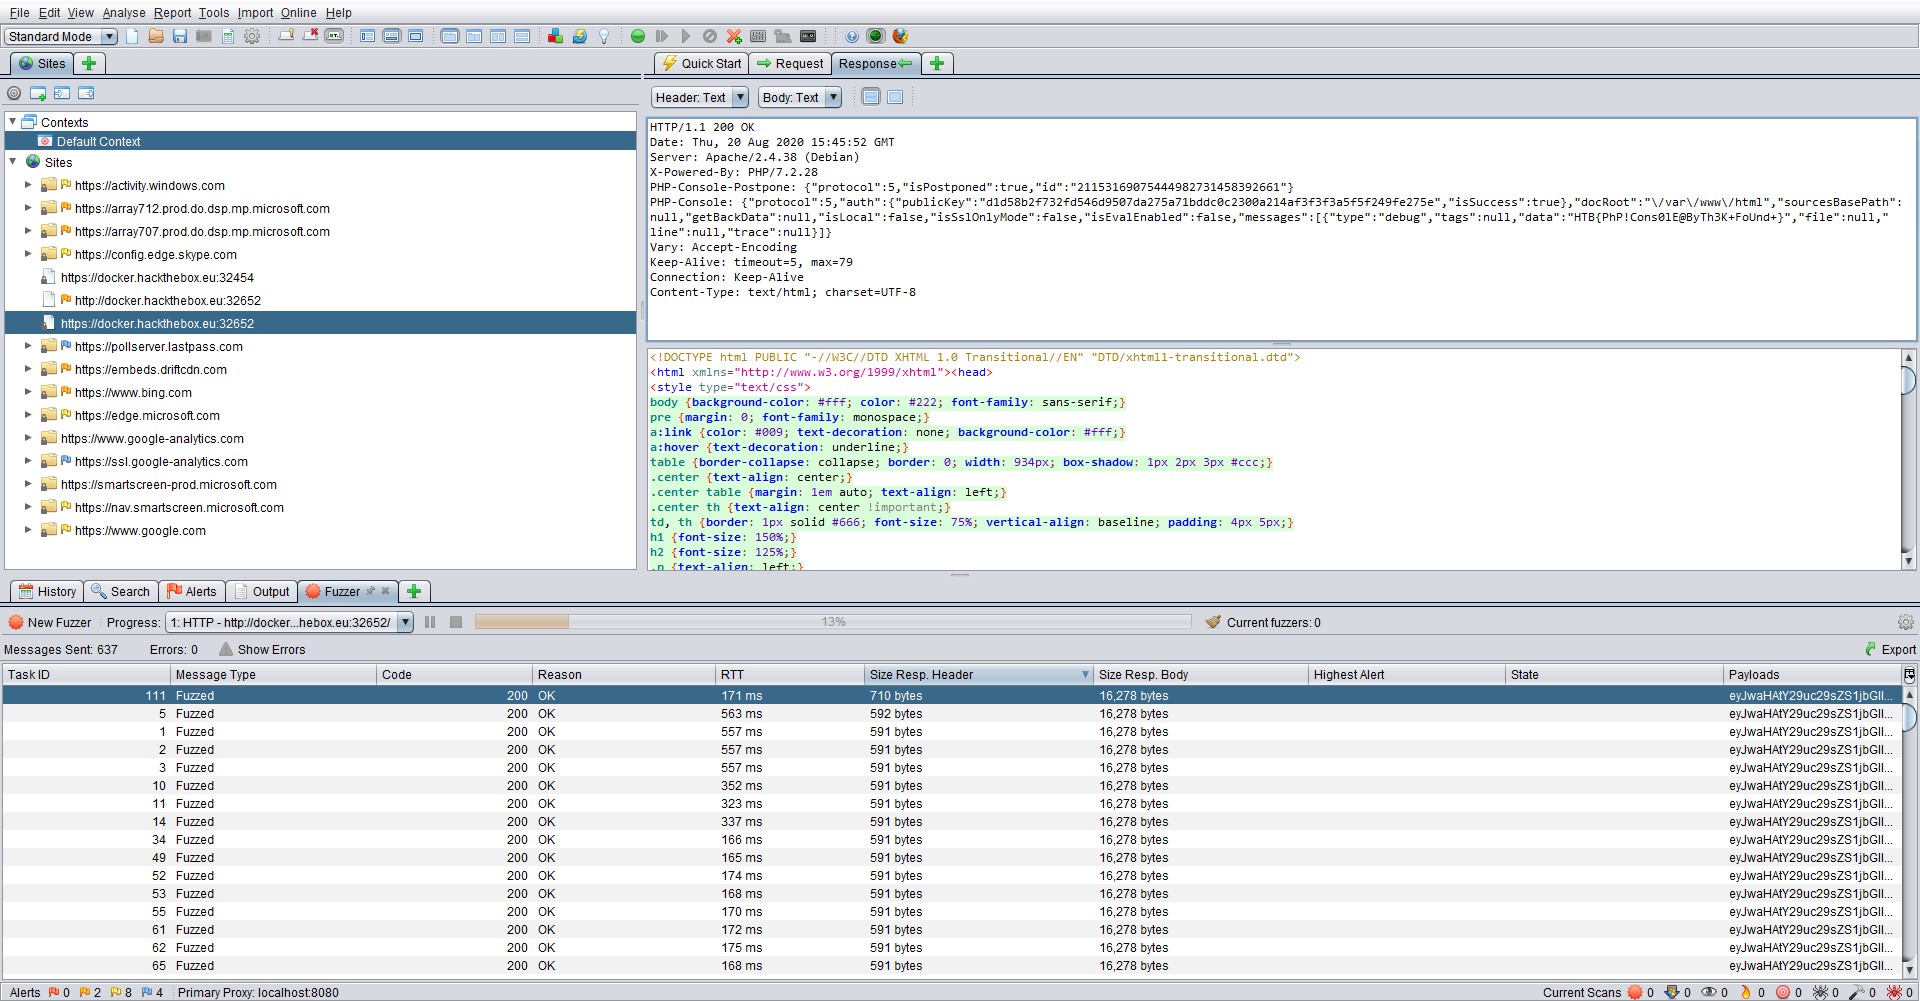 File Edit View Analyse Report Tools Import Online Help
Standard Mode
Sites
Quick Start Request Response
Header: Text Body: Text
Contexts
Default Context
Sites
https://activity.windows.com
https://array712.prod.do.dsp.mp.microsoft.com
https://array707.prod.do.dsp.mp.microsoft.com
https://config.edge.skype.com
https://docker.hackthebox.eu:32454
http://docker.hackthebox.eu:32652
https://docker.hackthebox.eu:32652
https://pollserver.lastpass.com
https://embeds.driftcdn.com
https://www.bing.com
https://edge.microsoft.com
https://www.google-analytics.com
https://ssl.google-analytics.com
https://smartscreen-prod.microsoft.com
https://nav.smartscreen.microsoft.com
https://www.google.com
HTTP/1.1 200 OK
Date: Thu, 20 Aug 2020 15:45:52 GMT
Server: Apache/2.4.38 (Debian)
X-Powered-By: PHP/7.2.28
PHP-Console-Postpone: {"protocol":5,"isPostponed":true,"id":"211531690754449827314583926​61"}
PHP-Console: {"protocol":5,"auth":{"publicKey":"d1d58b2f732fd546d9507da275a71bddc0c2300a214af3f3f3a5f5f249fe275e","isSuccess":true},"docRoot":"\/var\/www\/html","sourcesBasePath":
null,"getBackData":null,"isLocal":false,"isSslOnlyMode":false,"isEvalEnabled":false,"messages":[{"type":"debug","tags":null,"data":"HTB{PhP!Cons0lE@ByTh3K+FoUnd+}","file":null,"
line":null,"trace":null}]}
Vary: Accept-Encoding
Keep-Alive: timeout=5, max=79
Connection: Keep-Alive
Content-Type: text/html; charset=UTF-8
<!DOCTYPE html PUBLIC "-//W3C//DTD XHTML 1.0 Transitional//EN" "DTD/xhtml1-transitional.dtd">
<html xmlns="http://www.w3.org/1999/xhtml"><head>
<style type="text/css">
body {background-color: #fff; color: #222; font-family: sans-serif;}
pre {margin: 0; font-family: monospace;}
a:link {color: #009; text-decoration: none; background-color: #fff;}
a:hover {text-decoration: underline;}
table {border-collapse: collapse; border: 0; width: 934px; box-shadow: 1px 2px 3px #ccc;}
.center {text-align: center;}
.center table {margin: 1em auto; text-align: left;}
.center th {text-align: center !important;}
td, th {border: 1px solid #666; font-size: 75%; vertical-align: baseline; padding: 4px 5px;}
h1 {font-size: 150%;}
h2 {font-size: 125%;}
.p {text-align: left;}
History Search Alerts Output Fuzzer
New Fuzzer Progress: 1: HTTP - http://docker...hebox.eu:32652/ 13% Current fuzzers: 0
Messages Sent: 637 Errors: 0 Show Errors Export
Task ID Message Type Code Reason RTT Size Resp. Header Size Resp. Body Highest Alert State Payloads
111 Fuzzed 200 OK 171 ms 710 bytes 16,278 bytes eyJwaHAtY29uc29sZS1jbGll...
5 Fuzzed 200 OK 563 ms 592 bytes 16,278 bytes eyJwaHAtY29uc29sZS1jbGll...
1 Fuzzed 200 OK 557 ms 591 bytes 16,278 bytes eyJwaHAtY29uc29sZS1jbGll...
2 Fuzzed 200 OK 557 ms 591 bytes 16,278 bytes eyJwaHAtY29uc29sZS1jbGll...
3 Fuzzed 200 OK 557 ms 591 bytes 16,278 bytes eyJwaHAtY29uc29sZS1jbGll...
10 Fuzzed 200 OK 352 ms 591 bytes 16,278 bytes eyJwaHAtY29uc29sZS1jbGll...
11 Fuzzed 200 OK 323 ms 591 bytes 16,278 bytes eyJwaHAtY29uc29sZS1jbGll...
14 Fuzzed 200 OK 337 ms 591 bytes 16,278 bytes eyJwaHAtY29uc29sZS1jbGll...
34 Fuzzed 200 OK 166 ms 591 bytes 16,278 bytes eyJwaHAtY29uc29sZS1jbGll...
49 Fuzzed 200 OK 165 ms 591 bytes 16,278 bytes eyJwaHAtY29uc29sZS1jbGll...
52 Fuzzed 200 OK 174 ms 591 bytes 16,278 bytes eyJwaHAtY29uc29sZS1jbGll...
53 Fuzzed 200 OK 168 ms 591 bytes 16,278 bytes eyJwaHAtY29uc29sZS1jbGll...
55 Fuzzed 200 OK 170 ms 591 bytes 16,278 bytes eyJwaHAtY29uc29sZS1jbGll...
61 Fuzzed 200 OK 172 ms 591 bytes 16,278 bytes eyJwaHAtY29uc29sZS1jbGll...
62 Fuzzed 200 OK 175 ms 591 bytes 16,278 bytes eyJwaHAtY29uc29sZS1jbGll...
65 Fuzzed 200 OK 168 ms 591 bytes 16,278 bytes eyJwaHAtY29uc29sZS1jbGll...
Alerts 0 2 8 4 Primary Proxy: localhost:8080 Current Scans 0 0 0 0 0 0 0 0